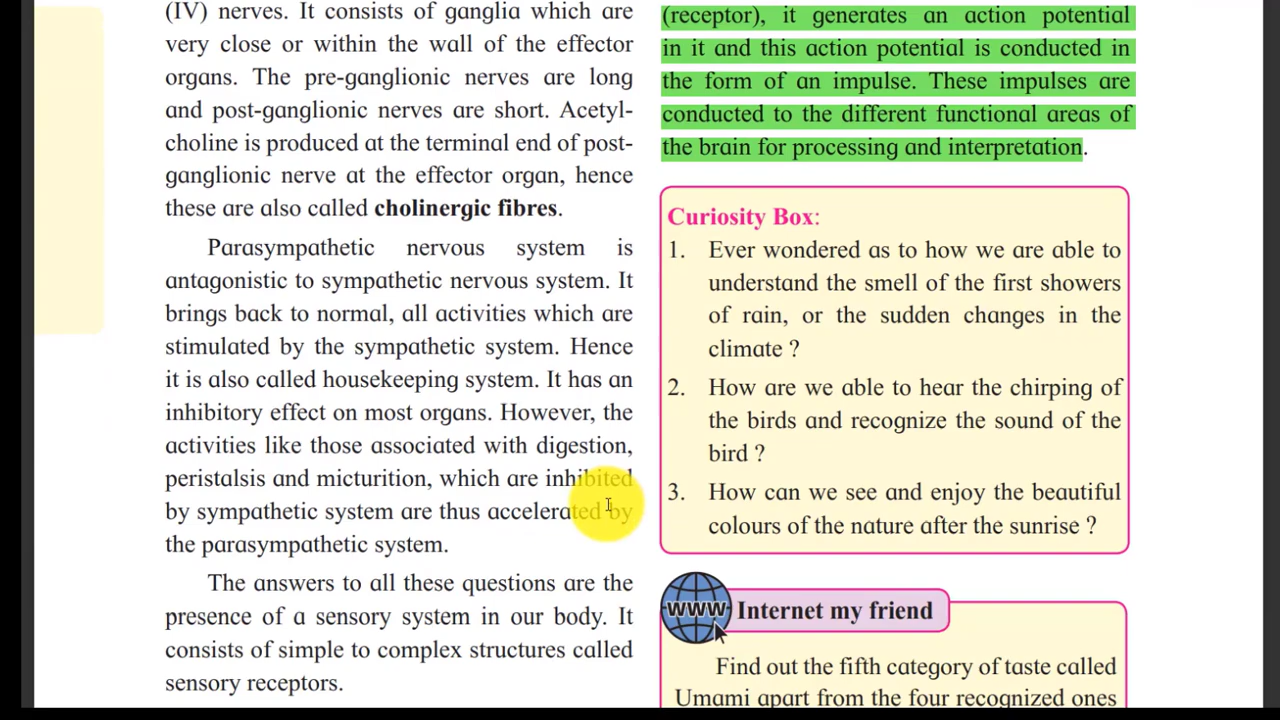 (IV) nerves. It consists of ganglia which are
very close or within the wall of the effector
organs. The pre-ganglionic nerves are long
and post-ganglionic nerves are short. Acetyl-
choline is produced at the terminal end of post-
ganglionic nerve at the effector organ, hence
these are also called cholinergic fibres.
Parasympathetic nervous system is
antagonistic to sympathetic nervous system. It
brings back to normal, all activities which are
stimulated by the sympathetic system. Hence
it is also called housekeeping system. It has an
inhibitory effect on most organs. However, the
activities like those associated with digestion,
peristalsis and micturition, which are inhibited
by sympathetic system are thus accelerated by
the parasympathetic system.
The answers to all these questions are the
presence of a sensory system in our body. It
consists of simple to complex structures called
sensory receptors.
(receptor), it generates an action potential
in it and this action potential is conducted in
the form of an impulse. These impulses are
conducted to the different functional areas of
the brain for processing and interpretation.
Curiosity Box:
1. Ever wondered as to how we are able to
understand the smell of the first showers
of rain, or the sudden changes in the
climate ?
2. How are we able to hear the chirping of
the birds and recognize the sound of the
bird ?
3. How can we see and enjoy the beautiful
colours of the nature after the sunrise ?
www Internet my friend
Find out the fifth category of taste called
Umami apart from the four recognized ones